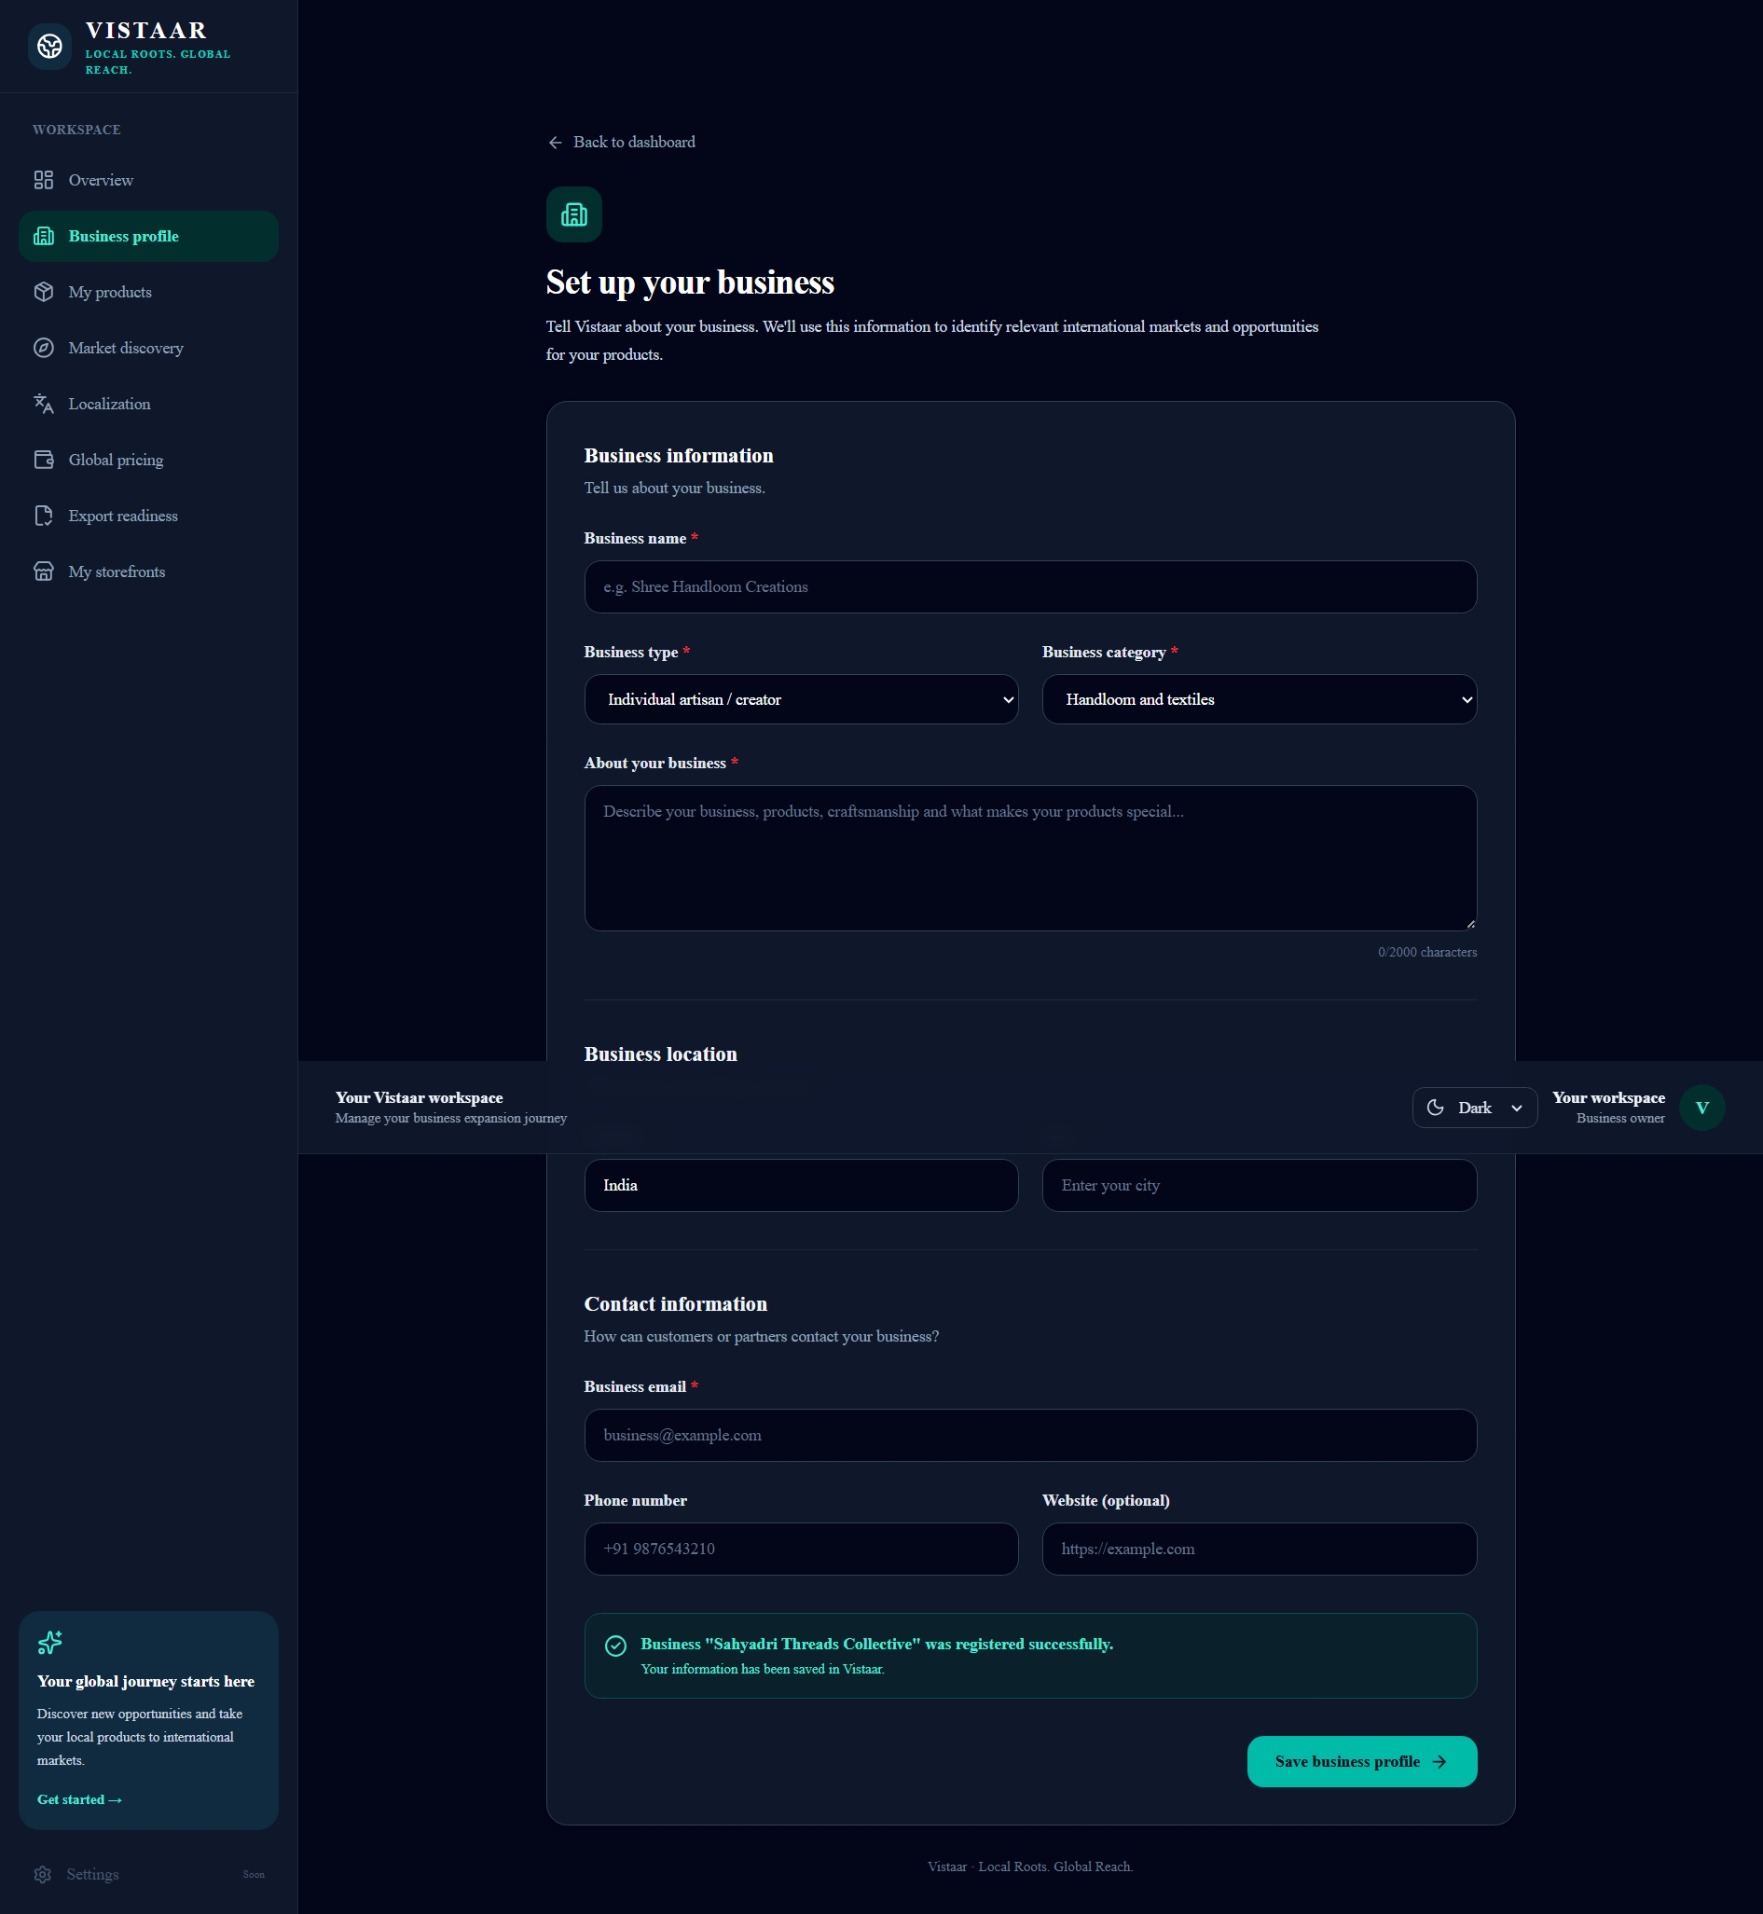 VISTAAR
LOCAL ROOTS. GLOBAL
REACH.
WORKSPACE
Overview
Business profile
My products
Market discovery
Localization
Global pricing
Export readiness
My storefronts
Your global journey starts here
Discover new opportunities and take
your local products to international
markets.
Get started →
Settings
Soon
Back to dashboard
Set up your business
Tell Vistaar about your business. We'll use this information to identify relevant international markets and opportunities
for your products.
Business information
Tell us about your business.
Business name *
e.g. Shree Handloom Creations
Business type *
Business category *
Individual artisan / creator
Handloom and textiles
About your business *
Describe your business, products, craftsmanship and what makes your products special...
0/2000 characters
Business location
Your Vistaar workspace
Manage your business expansion journey
Dark
Your workspace
Business owner
V
India
Enter your city
Contact information
How can customers or partners contact your business?
Business email *
business@example.com
Phone number
Website (optional)
+91 9876543210
https://example.com
Business "Sahyadri Threads Collective" was registered successfully.
Your information has been saved in Vistaar.
Save business profile
Vistaar · Local Roots. Global Reach.